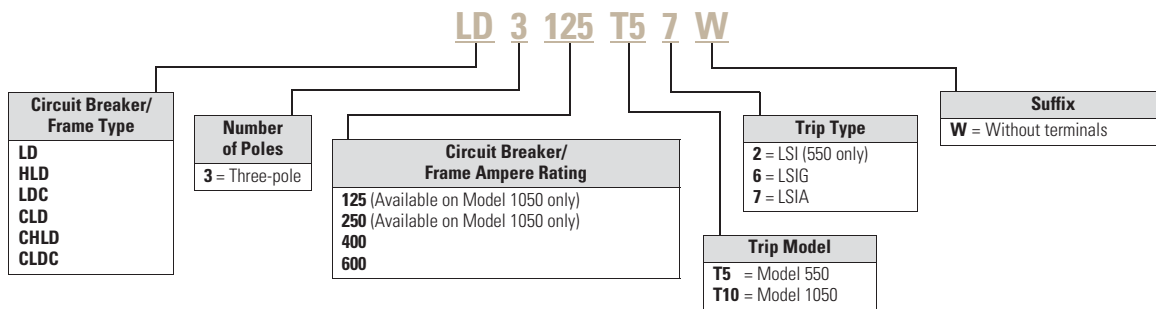 LD 3 125 T5 7 W
Circuit Breaker/
Frame Type
LD
HLD
LDC
CLD
CHLD
CLDC
Number
of Poles
3 = Three-pole
Circuit Breaker/
Frame Ampere Rating
125 (Available on Model 1050 only)
250 (Available on Model 1050 only)
400
600
Trip Model
T5 = Model 550
T10 = Model 1050
Trip Type
2 = LSI (550 only)
6 = LSIG
7 = LSIA
Suffix
W = Without terminals